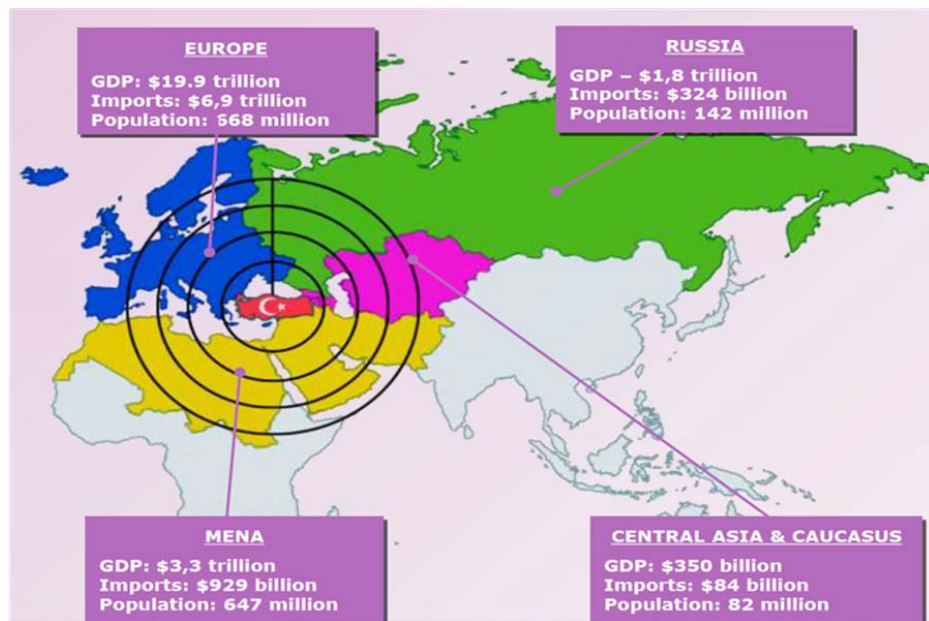 EUROPE
GDP: $19.9 trillion
Imports: $6,9 trillion
Population: 668 million
RUSSIA
GDP – $1,8 trillion
Imports: $324 billion
Population: 142 million
MENA
GDP: $3,3 trillion
Imports: $929 billion
Population: 647 million
CENTRAL ASIA & CAUCASUS
GDP: $350 billion
Imports: $84 billion
Population: 82 million